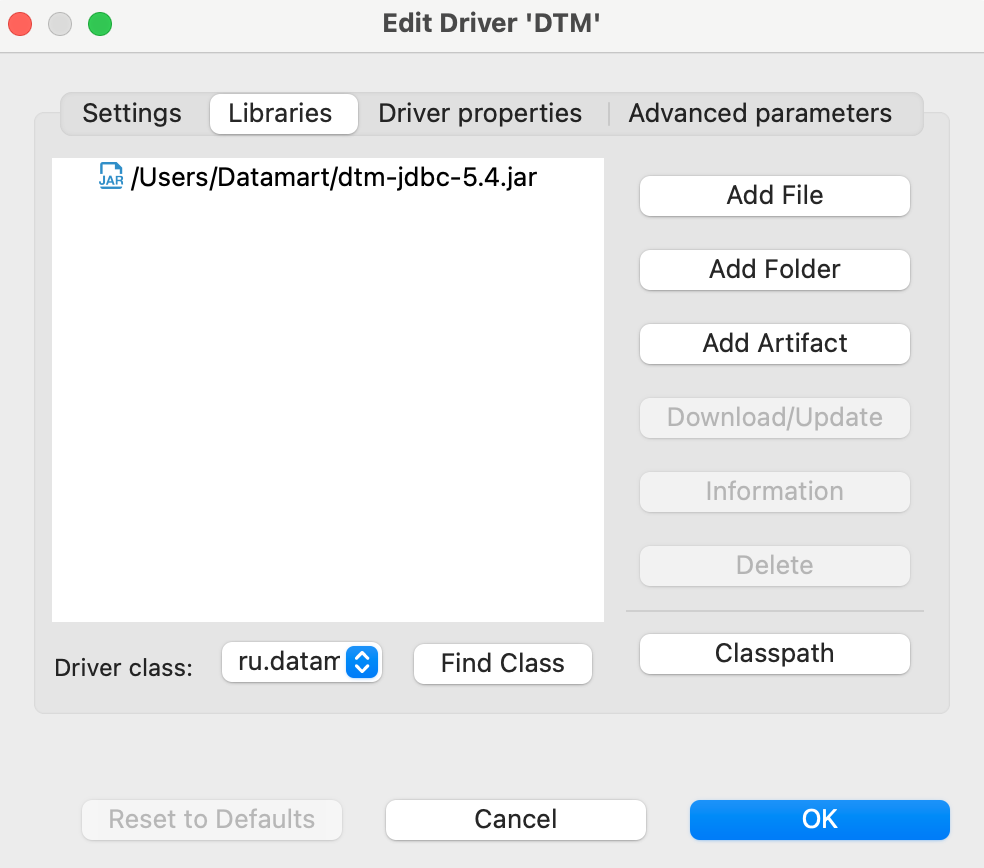 Edit Driver 'DTM'
Settings Libraries Driver properties Advanced parameters
JAR /Users/Datamart/dtm-jdbc-5.4.jar
Add File
Add Folder
Add Artifact
Download/Update
Information
Delete
Classpath
Driver class: ru.datam Find Class
Reset to Defaults Cancel OK